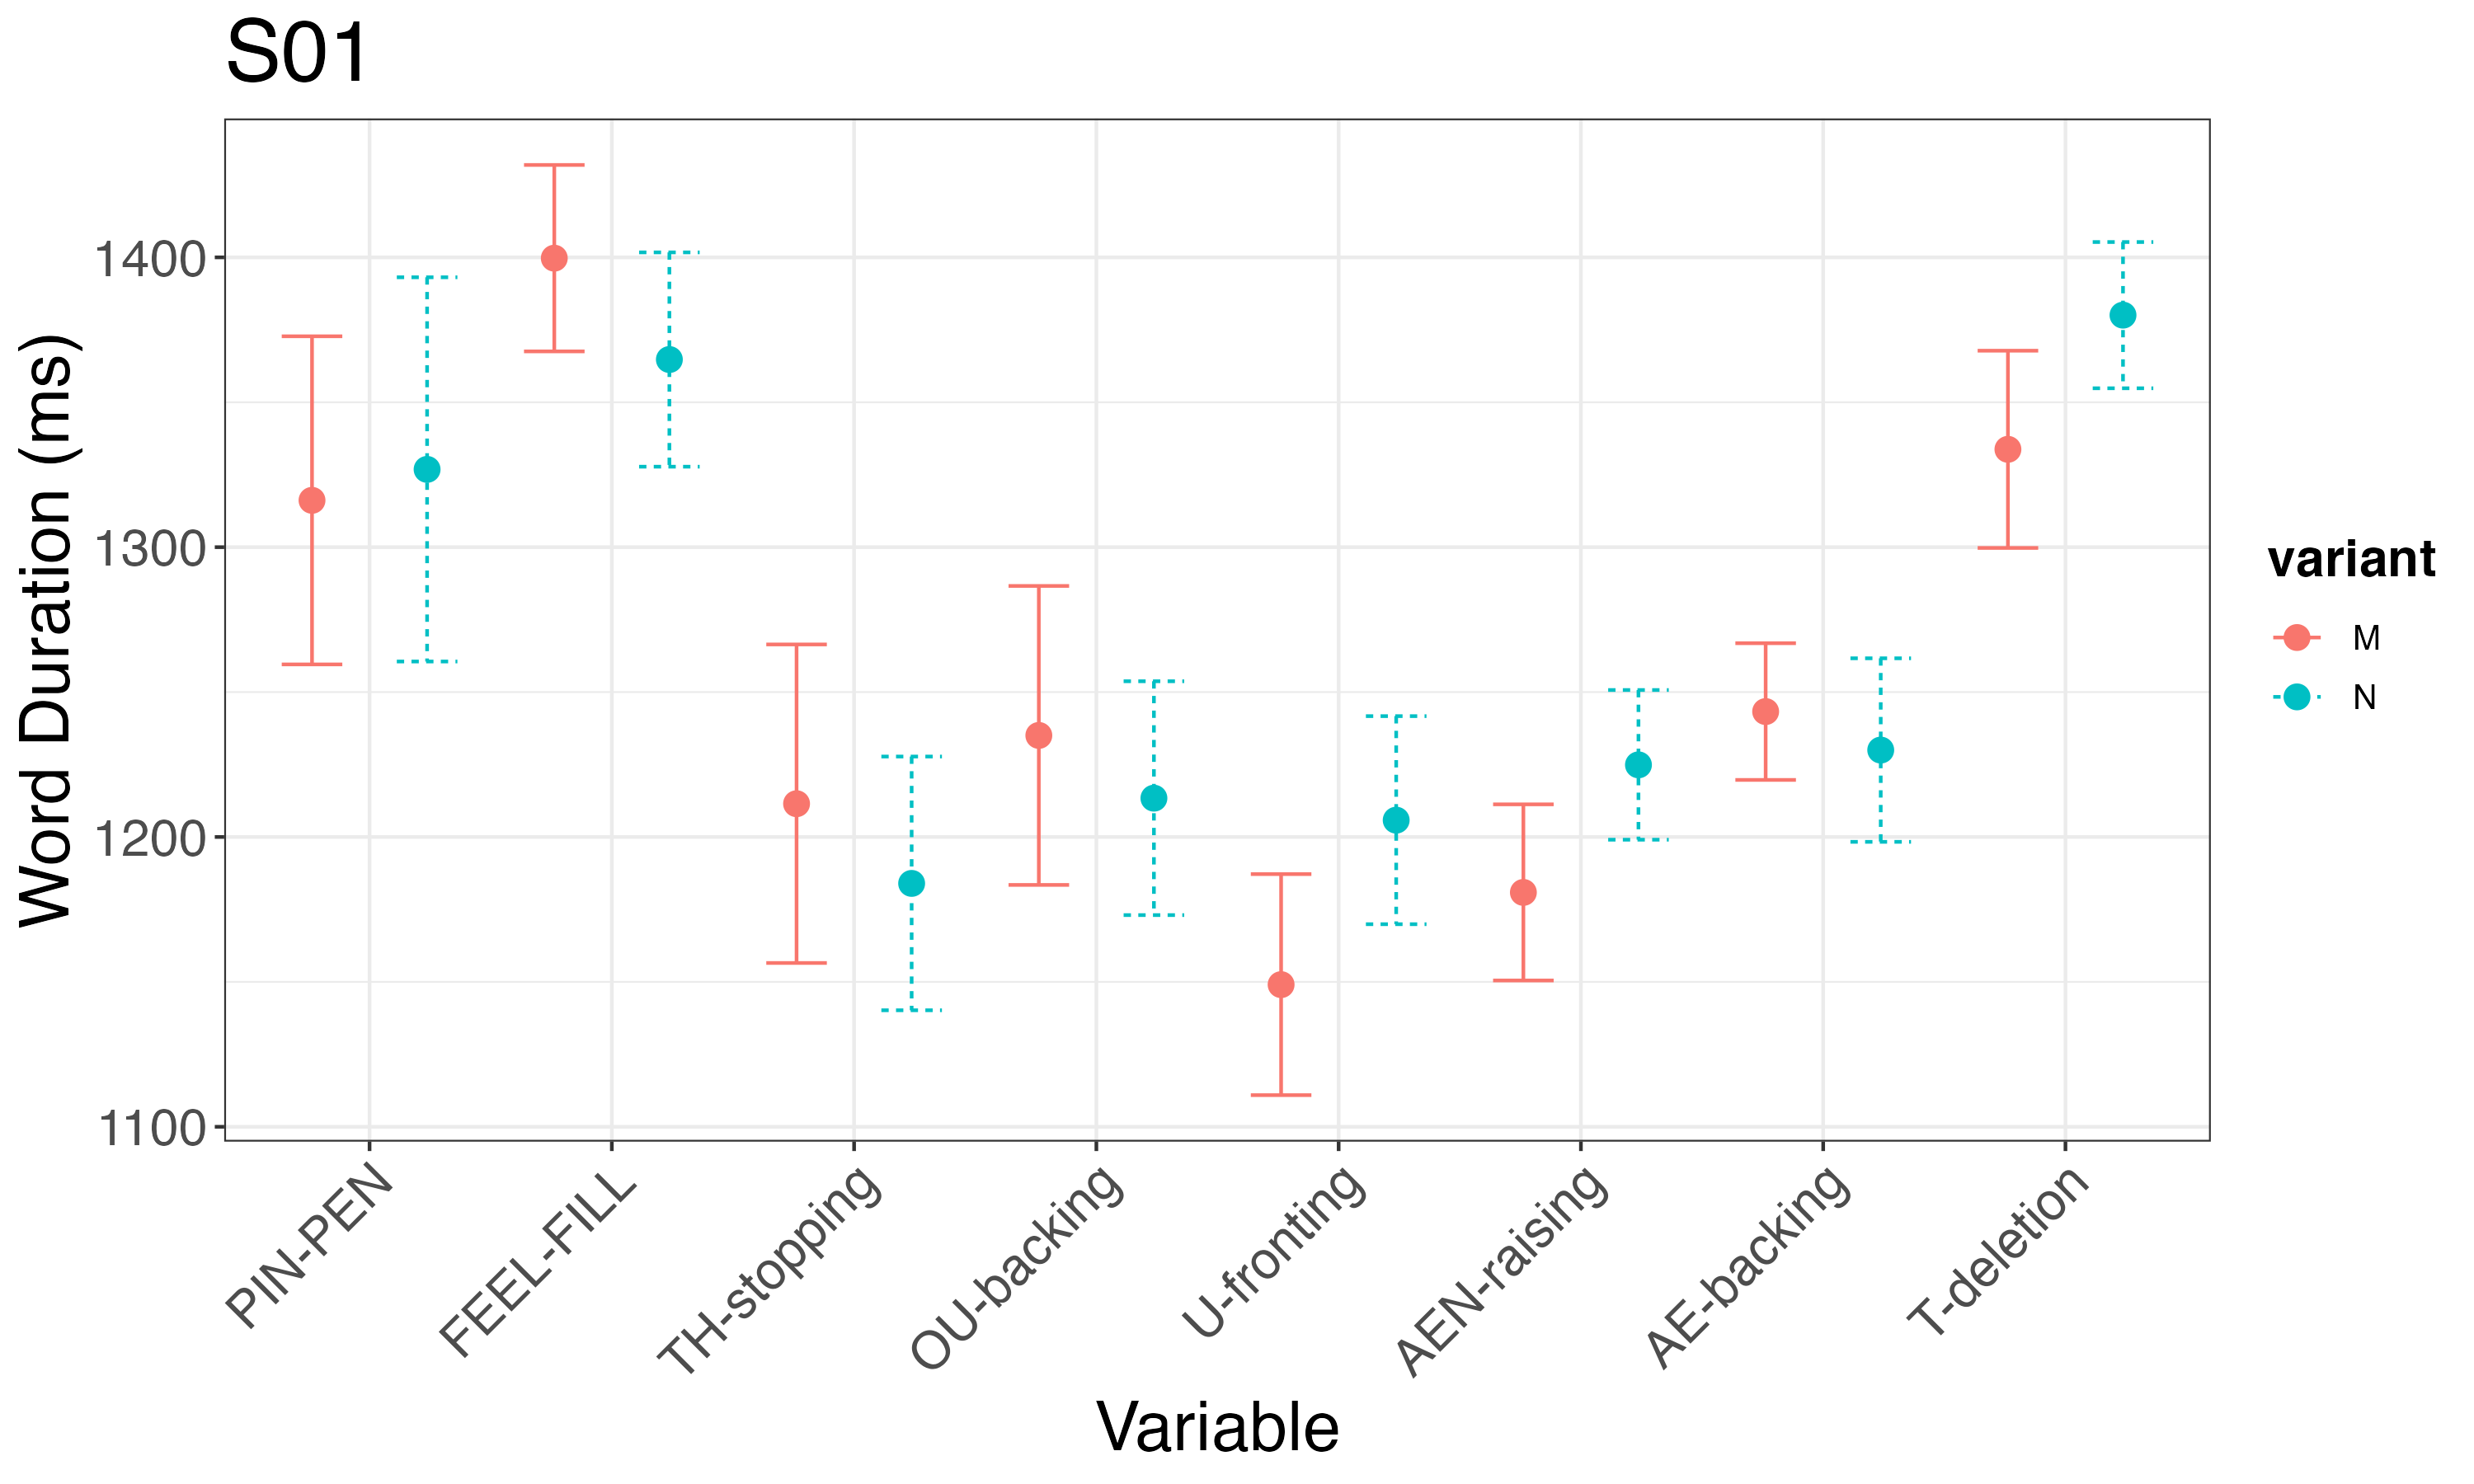 S01
Word Duration (ms)
1400
1300
1200
1100
PIN-PEN
FEEL-FILL
TH-stopping
OU-backing
U-fronting
AEN-raising
AE-backing
T-deletion
Variable
variant
M
N